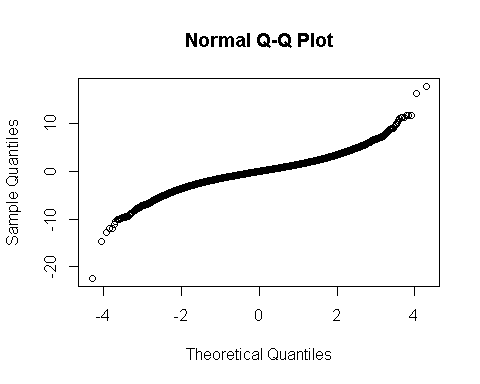 Normal Q-Q Plot
Sample Quantiles
10
0
-10
-20
-4 -2 0 2 4
Theoretical Quantiles